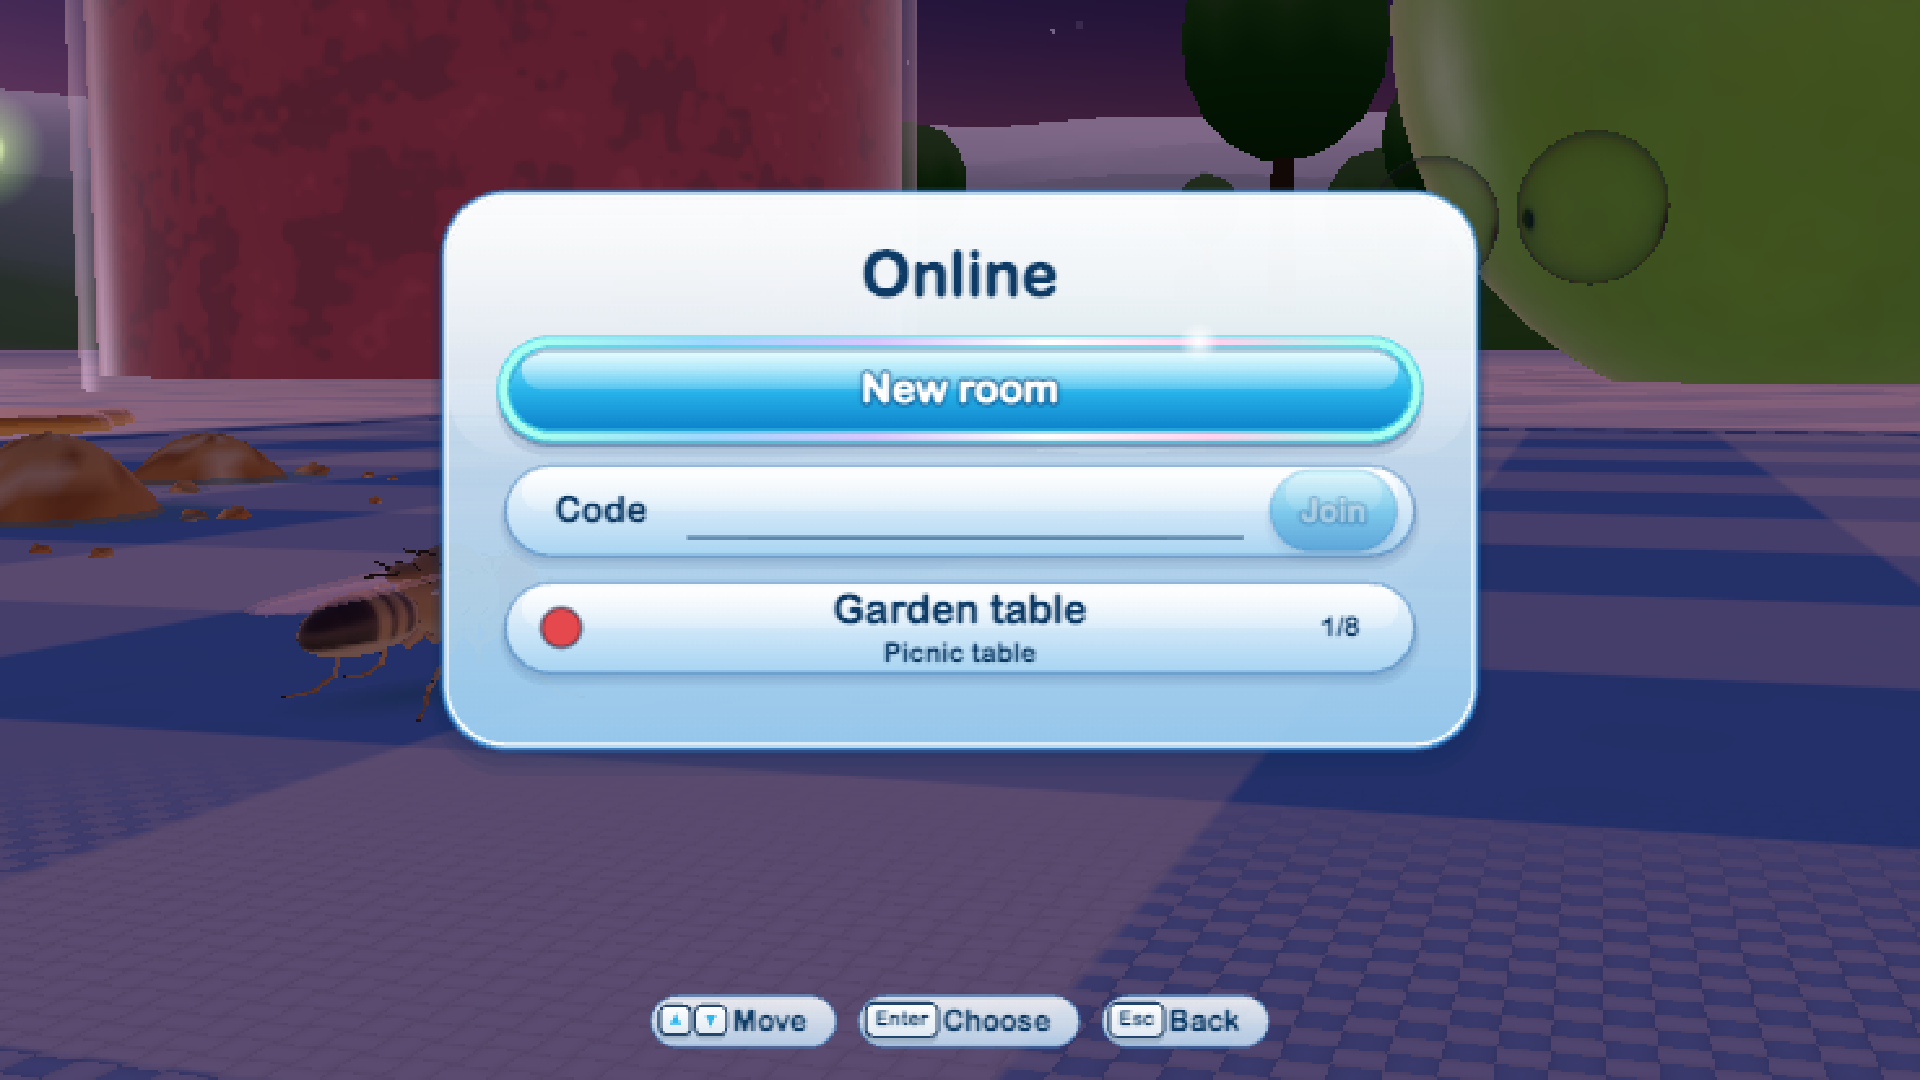 Online
New room
Code
Join
Garden table
Picnic table
1/8
Move
Enter Choose
Esc Back